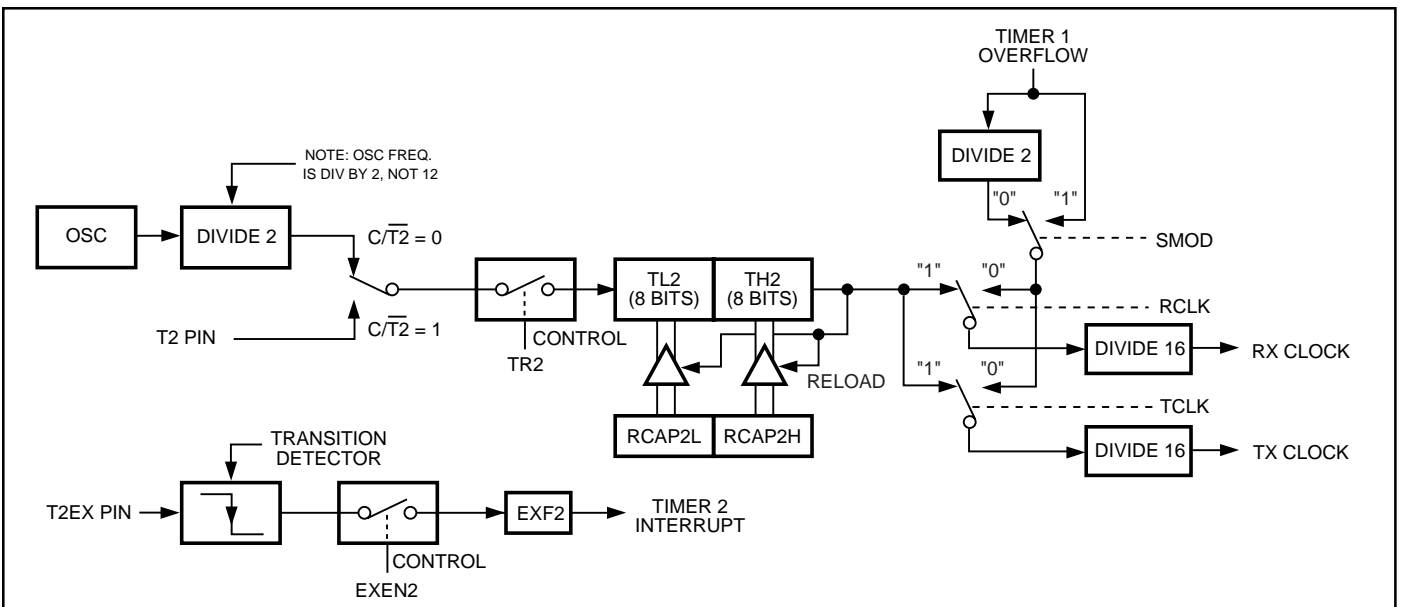 TIMER 1
OVERFLOW
DIVIDE 2
"0"
"1"
SMOD
NOTE: OSC FREQ.
IS DIV BY 2, NOT 12
OSC
DIVIDE 2
C/T̅2̅ = 0
T2 PIN
C/T̅2̅ = 1
CONTROL
TR2
TL2
(8 BITS)
TH2
(8 BITS)
RELOAD
RCAP2L
RCAP2H
"1"
"0"
RCLK
DIVIDE 16
RX CLOCK
"1"
"0"
TCLK
DIVIDE 16
TX CLOCK
TRANSITION
DETECTOR
T2EX PIN
CONTROL
EXEN2
EXF2
TIMER 2
INTERRUPT